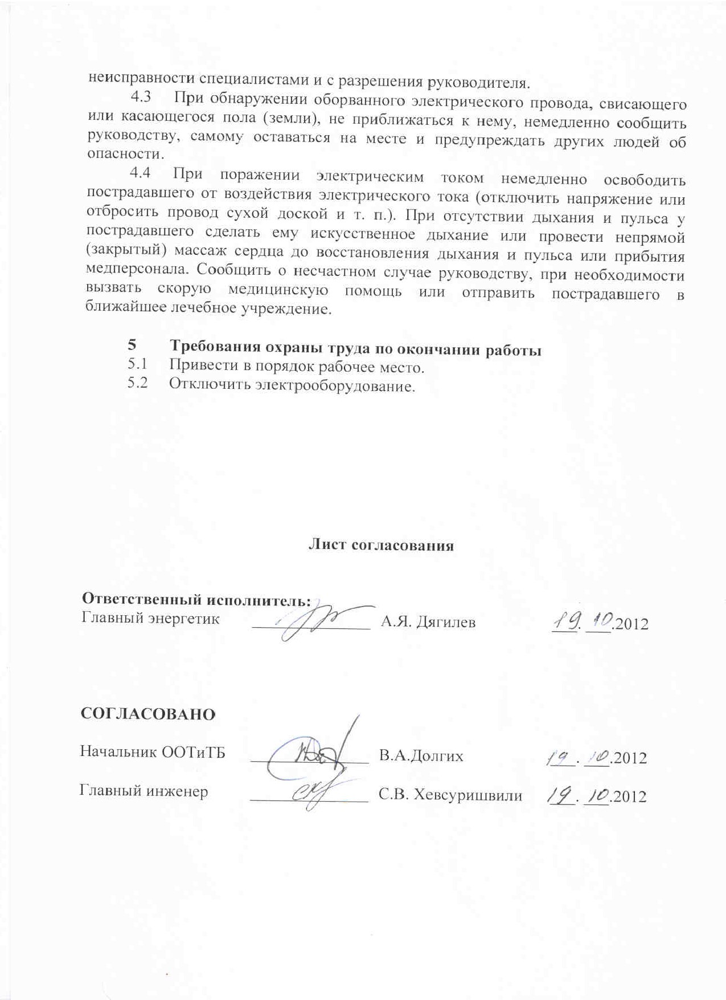 неисправности специалистами и с разрешения руководителя.
4.3 При обнаружении оборванного электрического провода, свисающего
или касающегося пола (земли), не приближаться к нему, немедленно сообщить
руководству, самому оставаться на месте и предупреждать других людей об
опасности.
4.4 При поражении электрическим током немедленно освободить
пострадавшего от воздействия электрического тока (отключить напряжение или
отбросить провод сухой доской и т. п.). При отсутствии дыхания и пульса у
пострадавшего сделать ему искусственное дыхание или провести непрямой
(закрытый) массаж сердца до восстановления дыхания и пульса или прибытия
медперсонала. Сообщить о несчастном случае руководству, при необходимости
вызвать скорую медицинскую помощь или отправить пострадавшего в
ближайшее лечебное учреждение.
5 Требования охраны труда по окончании работы
5.1 Привести в порядок рабочее место.
5.2 Отключить электрооборудование.
Лист согласования
Ответственный исполнитель:
Главный энергетик А.Я. Дягилев 19.10.2012
СОГЛАСОВАНО
Начальник ООТиТБ В.А.Долгих 19.10.2012
Главный инженер С.В. Хевсуришвили 19.10.2012